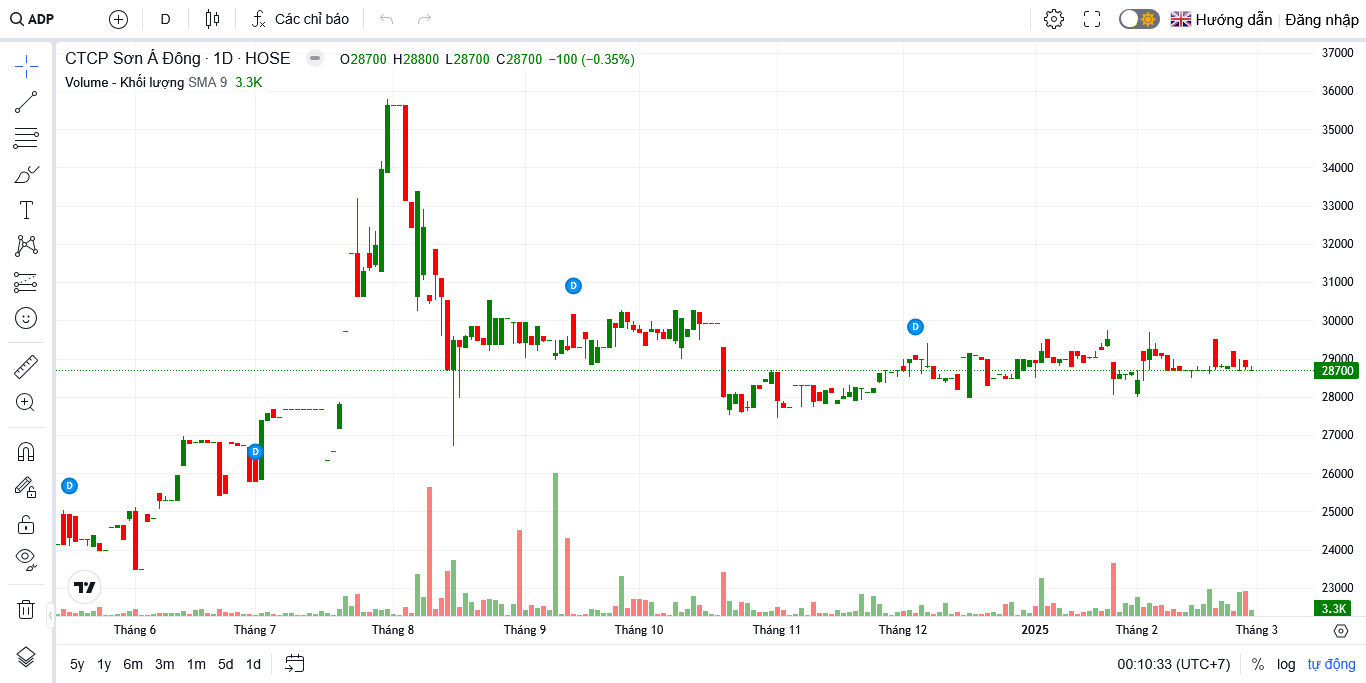 ADP D Các chỉ báo Hướng dẫn Đăng nhập
CTCP Sơn Á Đông · 1D · HOSE O28700 H28800 L28700 C28700 −100 (−0.35%)
Volume - Khối lượng SMA 9 3.3K
37000
36000
35000
34000
33000
32000
31000
30000
29000
28700
28000
27000
26000
25000
24000
23000
3.3K
D
D
D
D
Tháng 6 Tháng 7 Tháng 8 Tháng 9 Tháng 10 Tháng 11 Tháng 12 2025 Tháng 2 Tháng 3
5y 1y 6m 3m 1m 5d 1d 00:10:33 (UTC+7) % log tự động